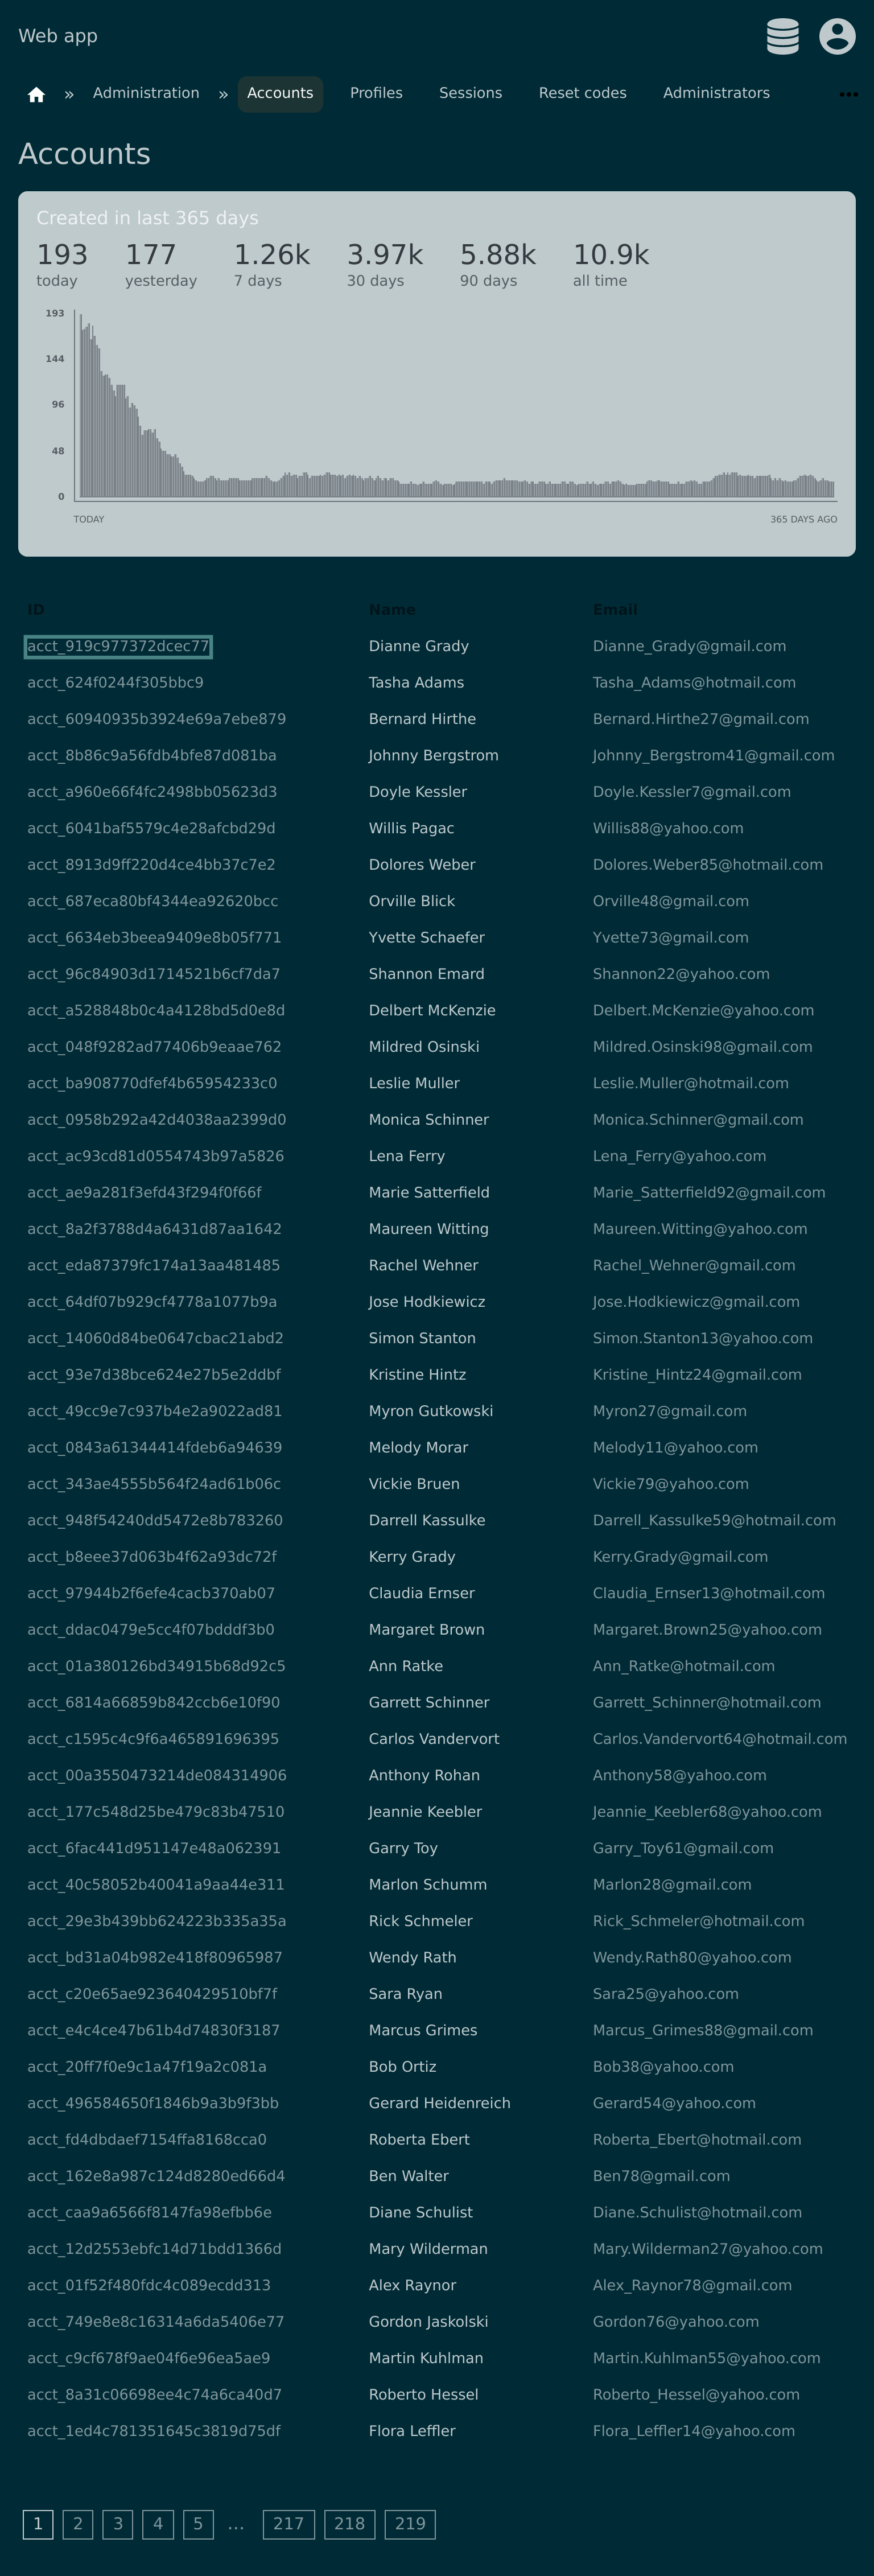 Web app
» Administration » Accounts Profiles Sessions Reset codes Administrators
Accounts
Created in last 365 days
193 177 1.26k 3.97k 5.88k 10.9k
today yesterday 7 days 30 days 90 days all time
193
144
96
48
0
TODAY 365 DAYS AGO
ID Name Email
acct_919c977372dcec77 Dianne Grady Dianne_Grady@gmail.com
acct_624f0244f305bbc9 Tasha Adams Tasha_Adams@hotmail.com
acct_60940935b3924e69a7ebe879 Bernard Hirthe Bernard.Hirthe27@gmail.com
acct_8b86c9a56fdb4bfe87d081ba Johnny Bergstrom Johnny_Bergstrom41@gmail.com
acct_a960e66f4fc2498bb05623d3 Doyle Kessler Doyle.Kessler7@gmail.com
acct_6041baf5579c4e28afcbd29d Willis Pagac Willis88@yahoo.com
acct_8913d9ff220d4ce4bb37c7e2 Dolores Weber Dolores.Weber85@hotmail.com
acct_687eca80bf4344ea92620bcc Orville Blick Orville48@gmail.com
acct_6634eb3beea9409e8b05f771 Yvette Schaefer Yvette73@gmail.com
acct_96c84903d1714521b6cf7da7 Shannon Emard Shannon22@yahoo.com
acct_a528848b0c4a4128bd5d0e8d Delbert McKenzie Delbert.McKenzie@yahoo.com
acct_048f9282ad77406b9eaae762 Mildred Osinski Mildred.Osinski98@gmail.com
acct_ba908770dfef4b65954233c0 Leslie Muller Leslie.Muller@hotmail.com
acct_0958b292a42d4038aa2399d0 Monica Schinner Monica.Schinner@gmail.com
acct_ac93cd81d0554743b97a5826 Lena Ferry Lena_Ferry@yahoo.com
acct_ae9a281f3efd43f294f0f66f Marie Satterfield Marie_Satterfield92@gmail.com
acct_8a2f3788d4a6431d87aa1642 Maureen Witting Maureen.Witting@yahoo.com
acct_eda87379fc174a13aa481485 Rachel Wehner Rachel_Wehner@gmail.com
acct_64df07b929cf4778a1077b9a Jose Hodkiewicz Jose.Hodkiewicz@gmail.com
acct_14060d84be0647cbac21abd2 Simon Stanton Simon.Stanton13@yahoo.com
acct_93e7d38bce624e27b5e2ddbf Kristine Hintz Kristine_Hintz24@gmail.com
acct_49cc9e7c937b4e2a9022ad81 Myron Gutkowski Myron27@gmail.com
acct_0843a61344414fdeb6a94639 Melody Morar Melody11@yahoo.com
acct_343ae4555b564f24ad61b06c Vickie Bruen Vickie79@yahoo.com
acct_948f54240dd5472e8b783260 Darrell Kassulke Darrell_Kassulke59@hotmail.com
acct_b8eee37d063b4f62a93dc72f Kerry Grady Kerry.Grady@gmail.com
acct_97944b2f6efe4cacb370ab07 Claudia Ernser Claudia_Ernser13@hotmail.com
acct_ddac0479e5cc4f07bdddf3b0 Margaret Brown Margaret.Brown25@yahoo.com
acct_01a380126bd34915b68d92c5 Ann Ratke Ann_Ratke@hotmail.com
acct_6814a66859b842ccb6e10f90 Garrett Schinner Garrett_Schinner@hotmail.com
acct_c1595c4c9f6a465891696395 Carlos Vandervort Carlos.Vandervort64@hotmail.com
acct_00a3550473214de084314906 Anthony Rohan Anthony58@yahoo.com
acct_177c548d25be479c83b47510 Jeannie Keebler Jeannie_Keebler68@yahoo.com
acct_6fac441d951147e48a062391 Garry Toy Garry_Toy61@gmail.com
acct_40c58052b40041a9aa44e311 Marlon Schumm Marlon28@gmail.com
acct_29e3b439bb624223b335a35a Rick Schmeler Rick_Schmeler@hotmail.com
acct_bd31a04b982e418f80965987 Wendy Rath Wendy.Rath80@yahoo.com
acct_c20e65ae923640429510bf7f Sara Ryan Sara25@yahoo.com
acct_e4c4ce47b61b4d74830f3187 Marcus Grimes Marcus_Grimes88@gmail.com
acct_20ff7f0e9c1a47f19a2c081a Bob Ortiz Bob38@yahoo.com
acct_496584650f1846b9a3b9f3bb Gerard Heidenreich Gerard54@yahoo.com
acct_fd4dbdaef7154ffa8168cca0 Roberta Ebert Roberta_Ebert@hotmail.com
acct_162e8a987c124d8280ed66d4 Ben Walter Ben78@gmail.com
acct_caa9a6566f8147fa98efbb6e Diane Schulist Diane.Schulist@hotmail.com
acct_12d2553ebfc14d71bdd1366d Mary Wilderman Mary.Wilderman27@yahoo.com
acct_01f52f480fdc4c089ecdd313 Alex Raynor Alex_Raynor78@gmail.com
acct_749e8e8c16314a6da5406e77 Gordon Jaskolski Gordon76@yahoo.com
acct_c9cf678f9ae04f6e96ea5ae9 Martin Kuhlman Martin.Kuhlman55@yahoo.com
acct_8a31c06698ee4c74a6ca40d7 Roberto Hessel Roberto_Hessel@yahoo.com
acct_1ed4c781351645c3819d75df Flora Leffler Flora_Leffler14@yahoo.com
1 2 3 4 5 … 217 218 219